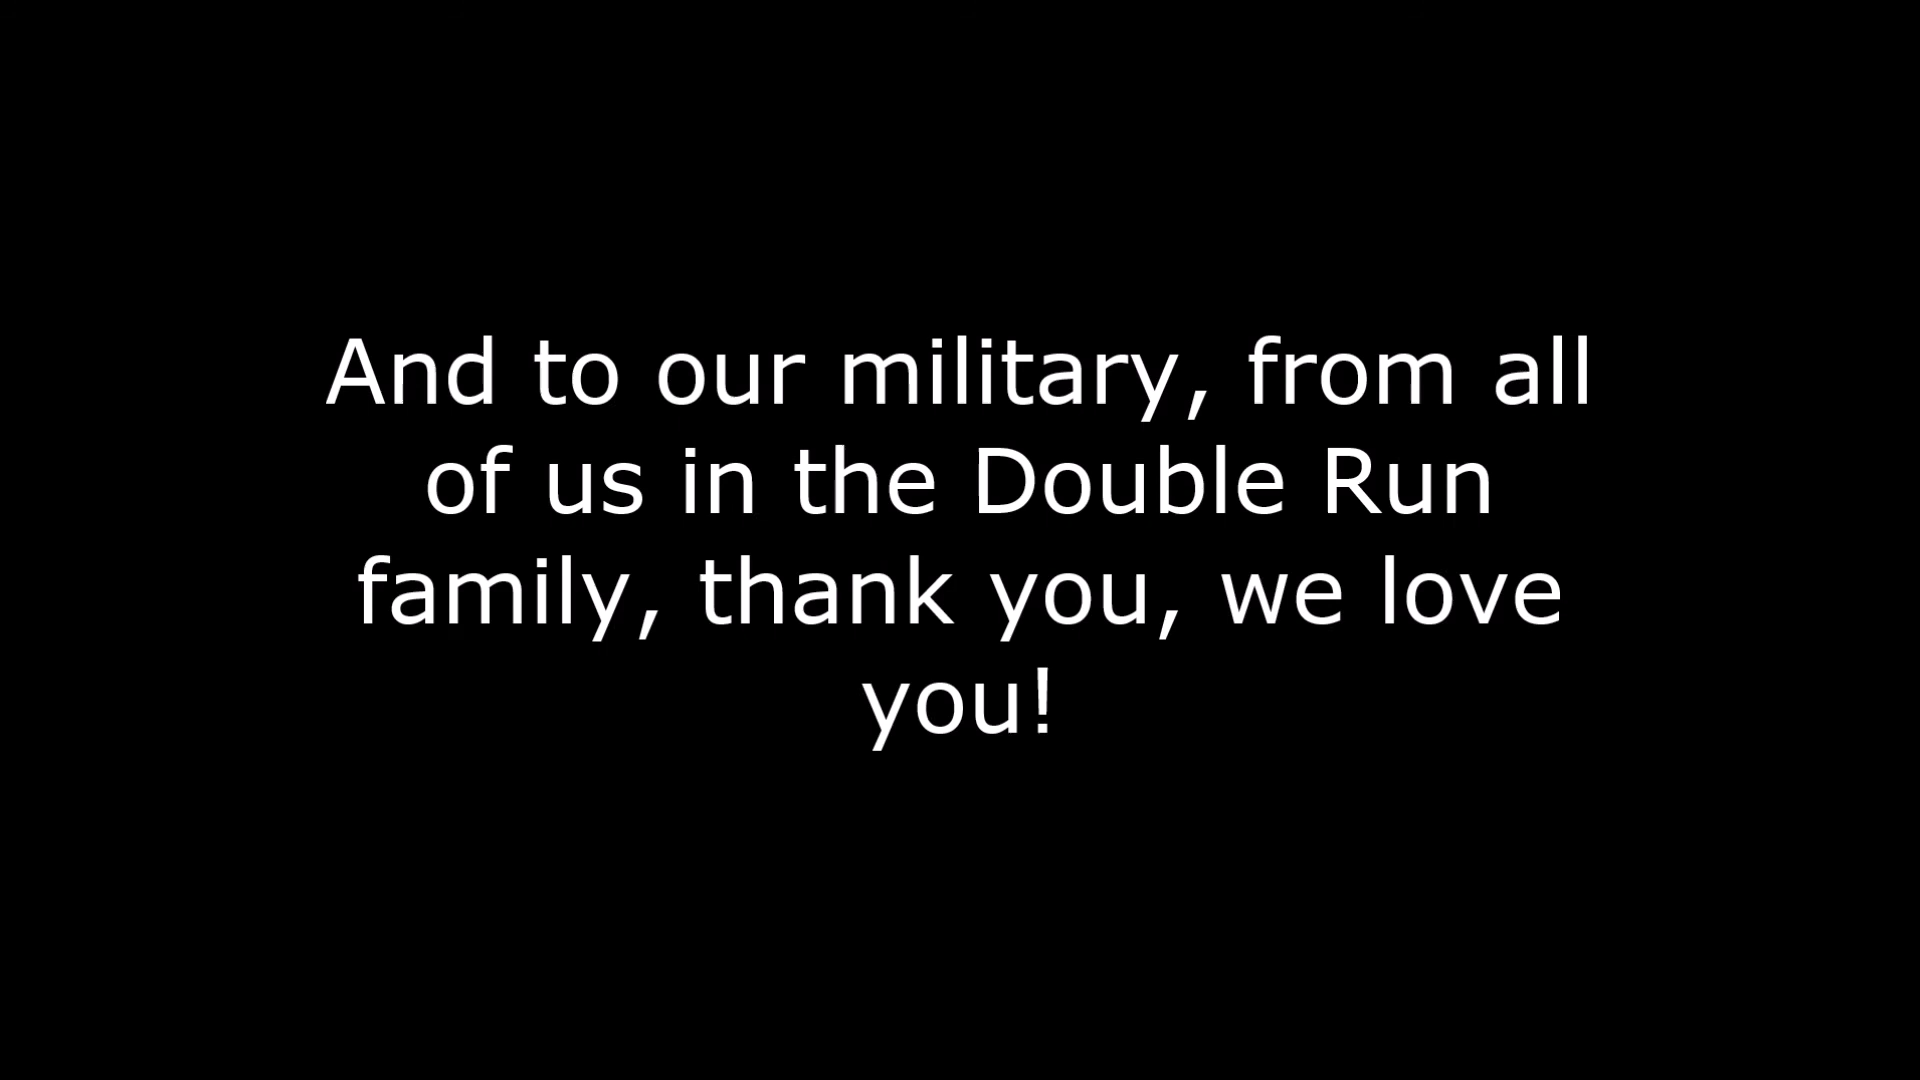 And to our military, from all
of us in the Double Run
family, thank you, we love
you!